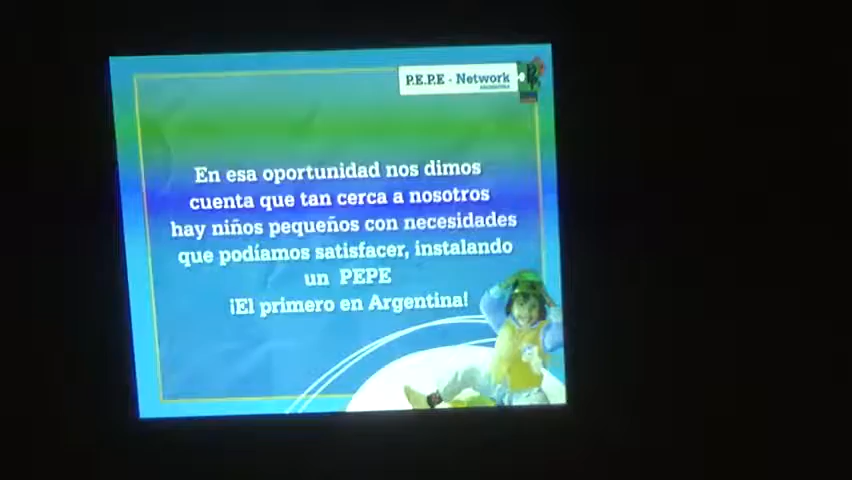 P.E.P.E - Network
ARGENTINA
En esa oportunidad nos dimos
cuenta que tan cerca a nosotros
hay niños pequeños con necesidades
que podíamos satisfacer, instalando
un PEPE
¡El primero en Argentina!